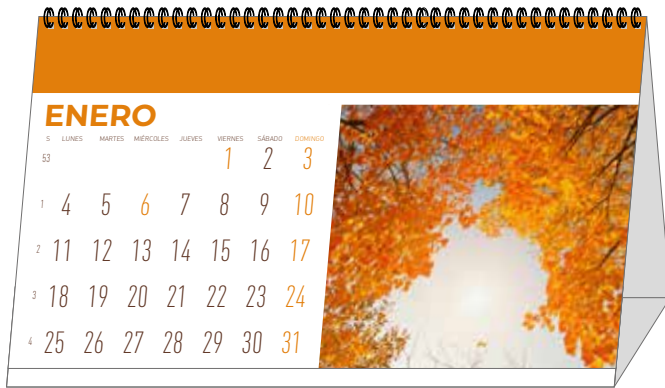 ENERO
S LUNES MARTES MIÉRCOLES JUEVES VIERNES SÁBADO DOMINGO
53 1 2 3
1 4 5 6 7 8 9 10
2 11 12 13 14 15 16 17
3 18 19 20 21 22 23 24
4 25 26 27 28 29 30 31